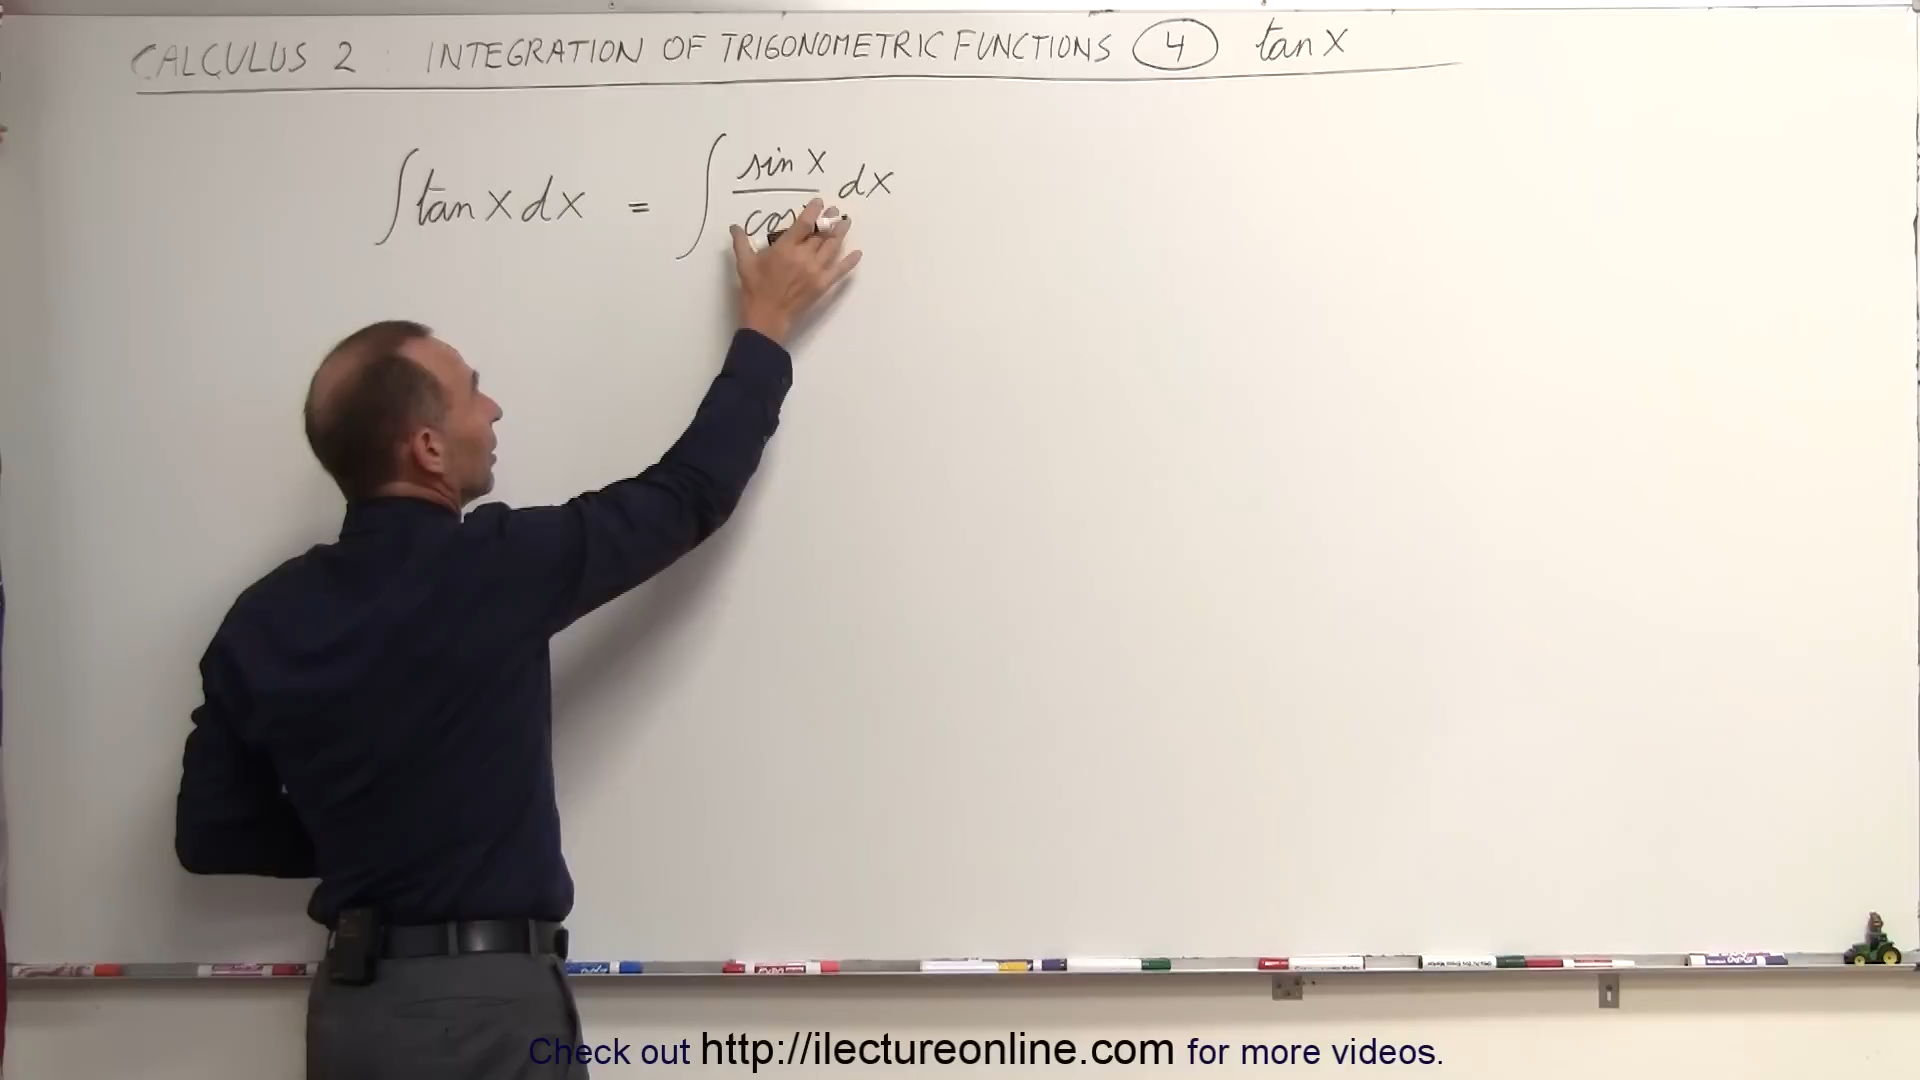 CALCULUS 2 : INTEGRATION OF TRIGONOMETRIC FUNCTIONS 4 tan x
∫ tan x dx = ∫ sin x / cos x dx
Check out http://ilectureonline.com for more videos.